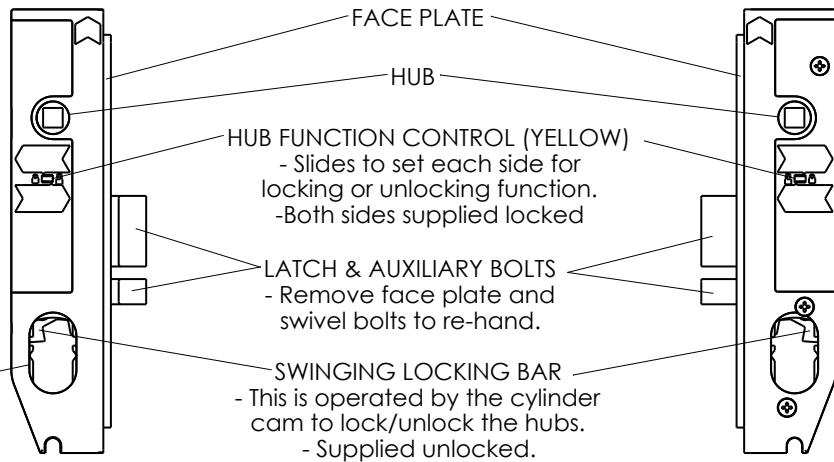 FACE PLATE
HUB
HUB FUNCTION CONTROL (YELLOW)
- Slides to set each side for
locking or unlocking function.
-Both sides supplied locked
LATCH & AUXILIARY BOLTS
- Remove face plate and
swivel bolts to re-hand.
SWINGING LOCKING BAR
- This is operated by the cylinder
cam to lock/unlock the hubs.
- Supplied unlocked.